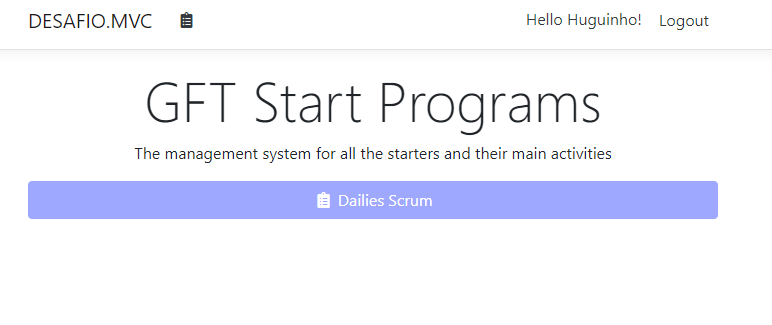 DESAFIO.MVC Hello Huguinho! Logout
GFT Start Programs
The management system for all the starters and their main activities
Dailies Scrum